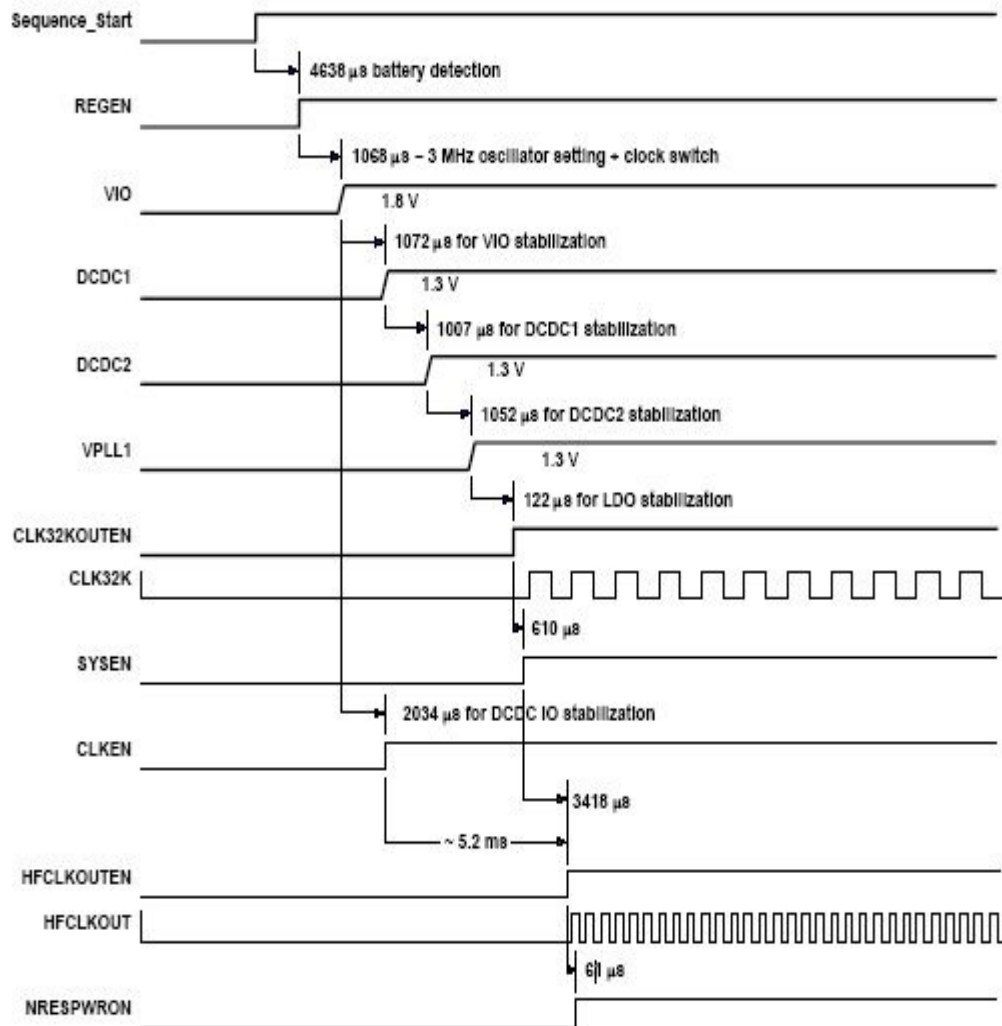 Sequence_Start
4638 μs battery detection
REGEN
1068 μs – 3 MHz oscillator setting + clock switch
VIO
1.8 V
1072 μs for VIO stabilization
DCDC1
1.3 V
1007 μs for DCDC1 stabilization
DCDC2
1.3 V
1052 μs for DCDC2 stabilization
VPLL1
1.3 V
122 μs for LDO stabilization
CLK32KOUTEN
CLK32K
610 μs
SYSEN
2034 μs for DCDC IO stabilization
CLKEN
3418 μs
~ 5.2 ms
HFCLKOUTEN
HFCLKOUT
61 μs
NRESPWRON